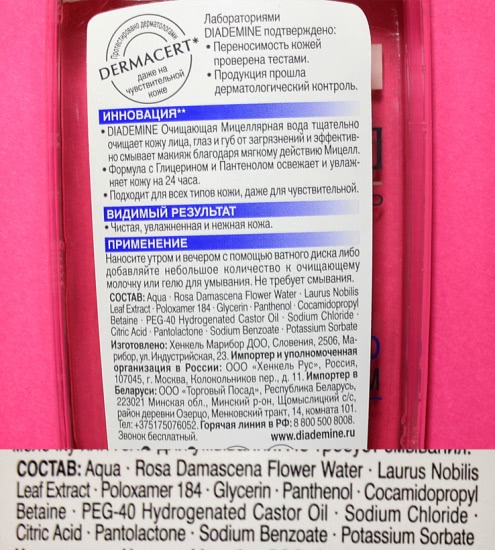 Протестировано дерматологами
DERMACERT*
даже на
чувствительной
коже
Лабораториями
DIADEMINE подтверждено:
• Переносимость кожей
проверена тестами.
• Продукция прошла
дерматологический контроль.
ИННОВАЦИЯ**
• DIADEMINE Очищающая Мицеллярная вода тщательно
очищает кожу лица, глаз и губ от загрязнений и эффектив-
но смывает макияж благодаря мягкому действию Мицелл.
• Формула с Глицерином и Пантенолом освежает и увлаж-
няет кожу на 24 часа.
• Подходит для всех типов кожи, даже для чувствительной.
ВИДИМЫЙ РЕЗУЛЬТАТ
• Чистая, увлажненная и нежная кожа.
ПРИМЕНЕНИЕ
Наносите утром и вечером с помощью ватного диска либо
добавляйте небольшое количество к очищающему
молочку или гелю для умывания. Не требует смывания.
СОСТАВ: Aqua · Rosa Damascena Flower Water · Laurus Nobilis
Leaf Extract · Poloxamer 184 · Glycerin · Panthenol · Cocamidopropyl
Betaine · PEG-40 Hydrogenated Castor Oil · Sodium Chloride ·
Citric Acid · Pantolactone · Sodium Benzoate · Potassium Sorbate
Изготовлено: Хенкель Марибор ДОО, Словения, 2506, Ма-
рибор, ул. Индустрийская, 23. Импортер и уполномоченная
организация в России: ООО «Хенкель Рус», Россия,
107045, г. Москва, Колокольников пер., д. 11. Импортер в
Беларуси: ООО «Торговый Посад», Республика Беларусь,
223021 Минская обл., Минский р-он, Щомыслицкий с/с,
район деревни Озерцо, Менковский тракт, 14, комната 101.
Тел: +375175076052. Горячая линия в РФ: 8 800 500 8008.
Звонок бесплатный. www.diademine.ru
СОСТАВ: Aqua · Rosa Damascena Flower Water · Laurus Nobilis
Leaf Extract · Poloxamer 184 · Glycerin · Panthenol · Cocamidopropyl
Betaine · PEG-40 Hydrogenated Castor Oil · Sodium Chloride ·
Citric Acid · Pantolactone · Sodium Benzoate · Potassium Sorbate